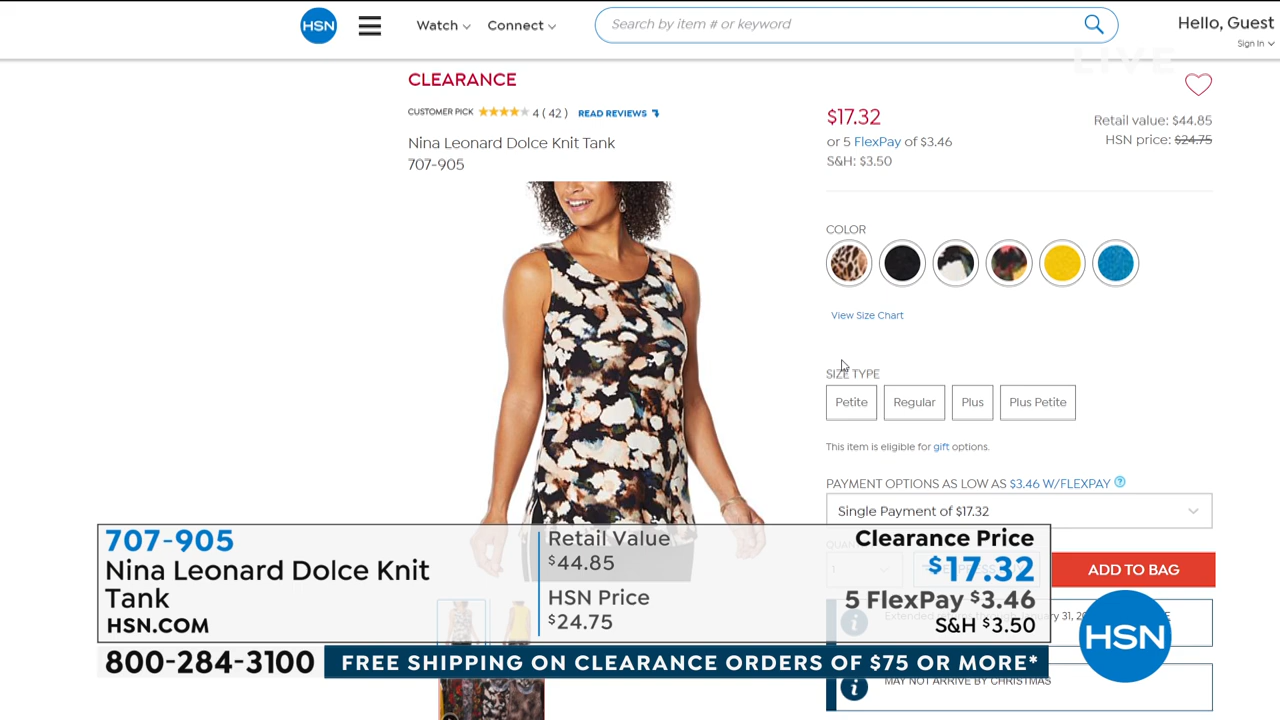 HSN
Watch
Connect
Search by item # or keyword
Hello, Guest
Sign In
LIVE
CLEARANCE
CUSTOMER PICK 4 ( 42 ) READ REVIEWS
Nina Leonard Dolce Knit Tank
707-905
$17.32
or 5 FlexPay of $3.46
S&H: $3.50
Retail value: $44.85
HSN price: $24.75
COLOR
View Size Chart
SIZE TYPE
Petite
Regular
Plus
Plus Petite
This item is eligible for gift options.
PAYMENT OPTIONS AS LOW AS $3.46 W/FLEXPAY ?
Single Payment of $17.32
1
ADD TO BAG
707-905
Nina Leonard Dolce Knit
Tank
HSN.COM
Retail Value
$44.85
HSN Price
$24.75
Clearance Price
$17.32
5 FlexPay $3.46
S&H $3.50
HSN
800-284-3100
FREE SHIPPING ON CLEARANCE ORDERS OF $75 OR MORE*
MAY NOT ARRIVE BY CHRISTMAS